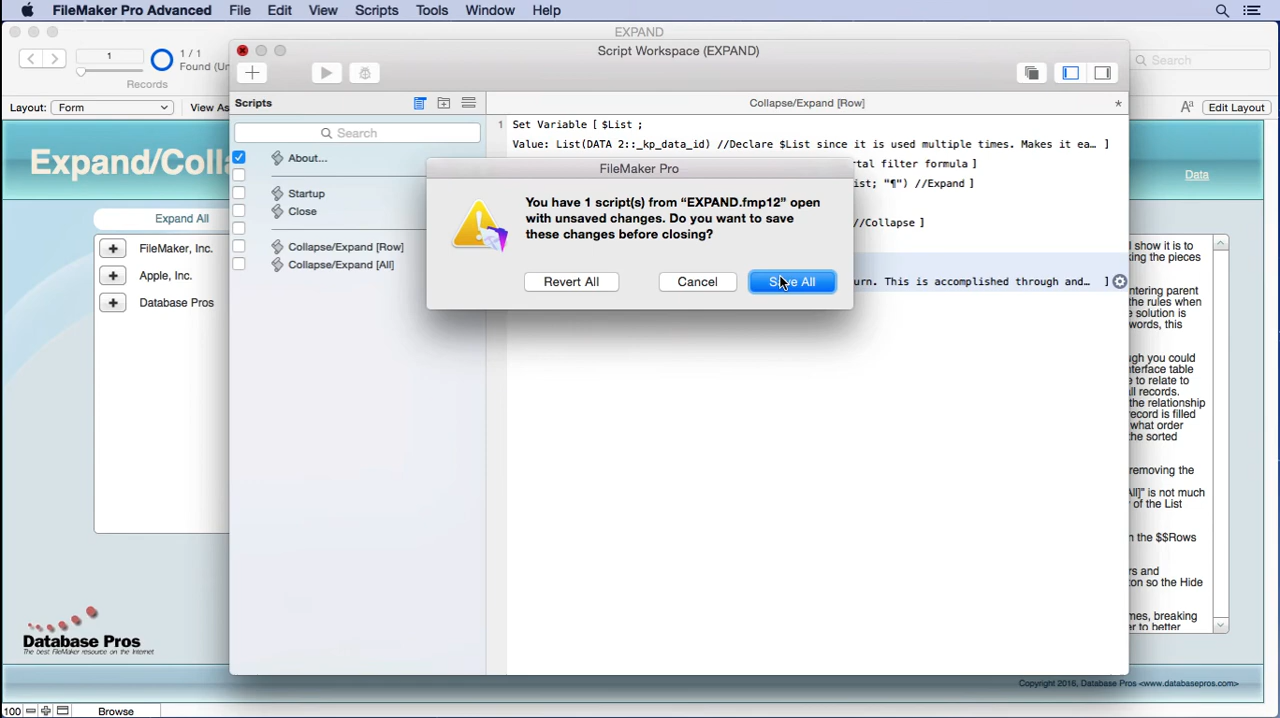 FileMaker Pro Advanced File Edit View Scripts Tools Window Help
EXPAND
1
1 / 1
Found (Un
Records
Search
Layout: Form View As
Edit Layout
Expand/Colla
Data
Expand All
FileMaker, Inc.
Apple, Inc.
Database Pros
Script Workspace (EXPAND)
Scripts
Collapse/Expand [Row] *
Search
About...
Startup
Close
Collapse/Expand [Row]
Collapse/Expand [All]
1 Set Variable [ $List ;
Value: List(DATA 2::_kp_data_id) //Declare $List since it is used multiple times. Makes it ea… ]
rtal filter formula ]
ist; "¶") //Expand ]
//Collapse ]
urn. This is accomplished through and… ]
FileMaker Pro
You have 1 script(s) from “EXPAND.fmp12” open
with unsaved changes. Do you want to save
these changes before closing?
Revert All Cancel Save All
l show it is to
king the pieces
ntering parent
the rules when
e solution is
words, this
ugh you could
nterface table
e to relate to
all records.
the relationship
record is filled
what order
the sorted
removing the
All]" is not much
y of the List
n the $$Rows
rs and
ton so the Hide
mes, breaking
er to better
Database Pros
The best FileMaker resource on the Internet
Copyright 2016, Database Pros <www.databasepros.com>
100 Browse